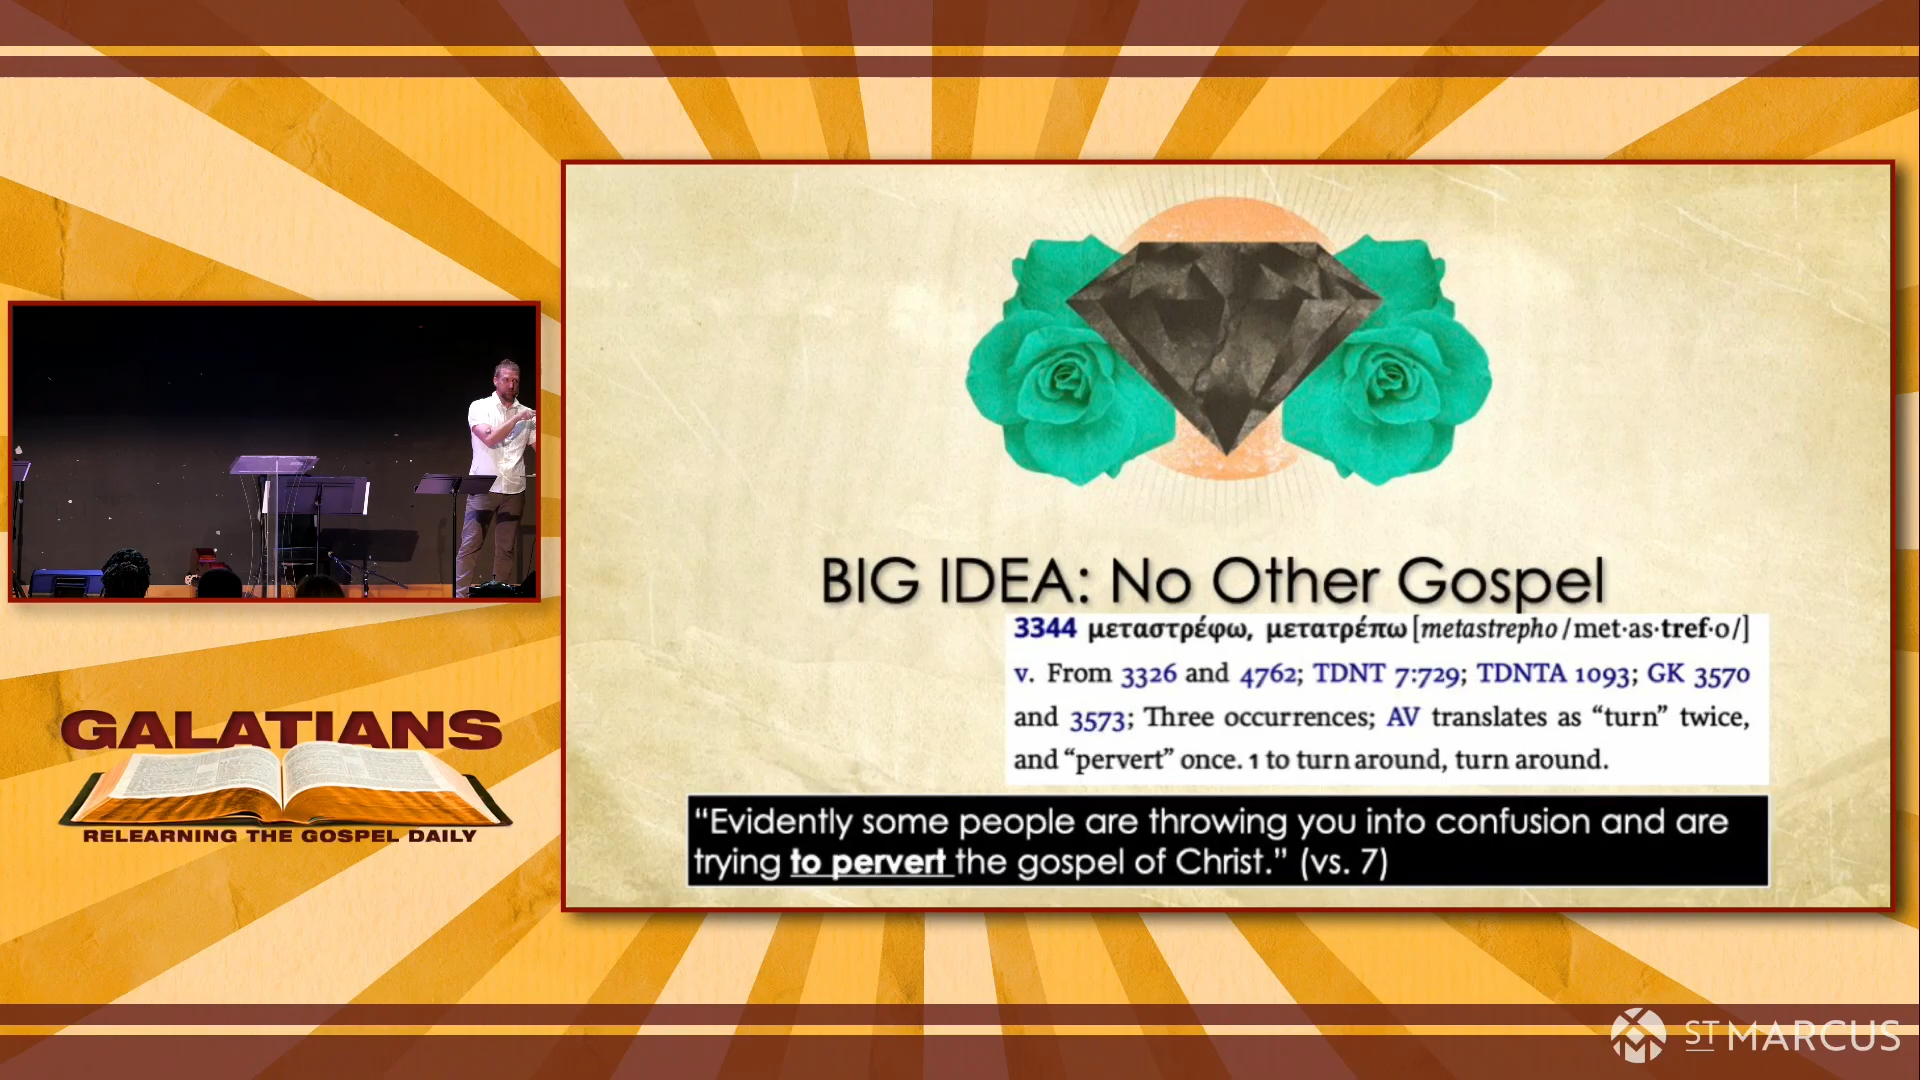 BIG IDEA: No Other Gospel
3344 μεταστρέφω, μετατρέπω [metastrepho /met·as·tref·o/]
v. From 3326 and 4762; TDNT 7:729; TDNTA 1093; GK 3570
and 3573; Three occurrences; AV translates as “turn” twice,
and “pervert” once. 1 to turn around, turn around.
“Evidently some people are throwing you into confusion and are
trying to pervert the gospel of Christ.” (vs. 7)
GALATIANS
RELEARNING THE GOSPEL DAILY
ST MARCUS